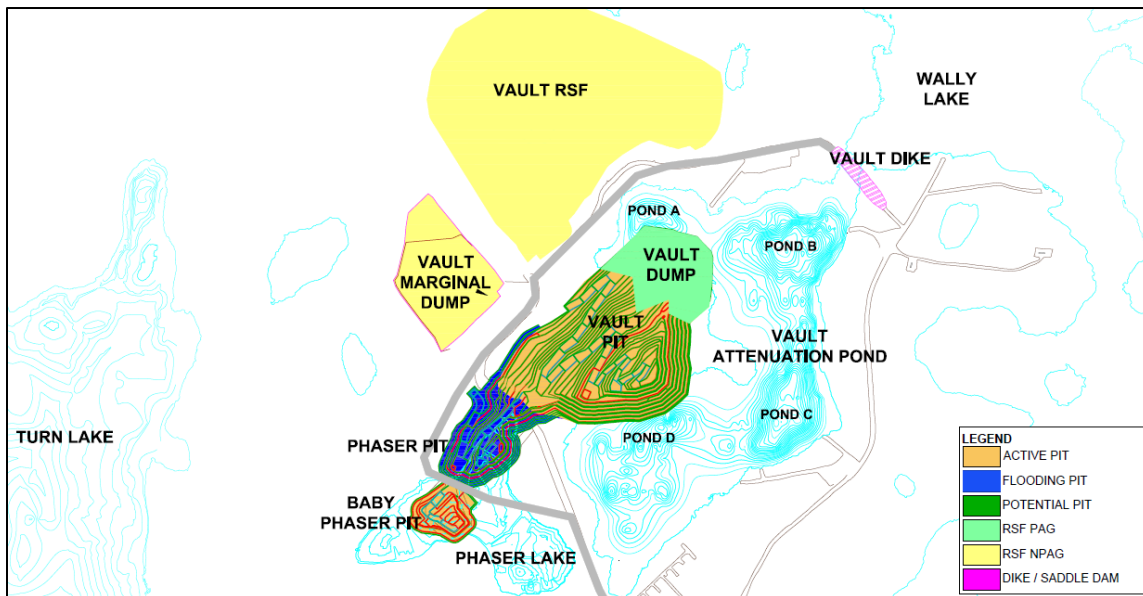 VAULT RSF
WALLY
LAKE
VAULT DIKE
POND A
POND B
VAULT
DUMP
VAULT
MARGINAL
DUMP
VAULT
PIT
VAULT
ATTENUATION POND
POND C
POND D
TURN LAKE
PHASER PIT
BABY
PHASER PIT
PHASER LAKE
LEGEND
ACTIVE PIT
FLOODING PIT
POTENTIAL PIT
RSF PAG
RSF NPAG
DIKE / SADDLE DAM